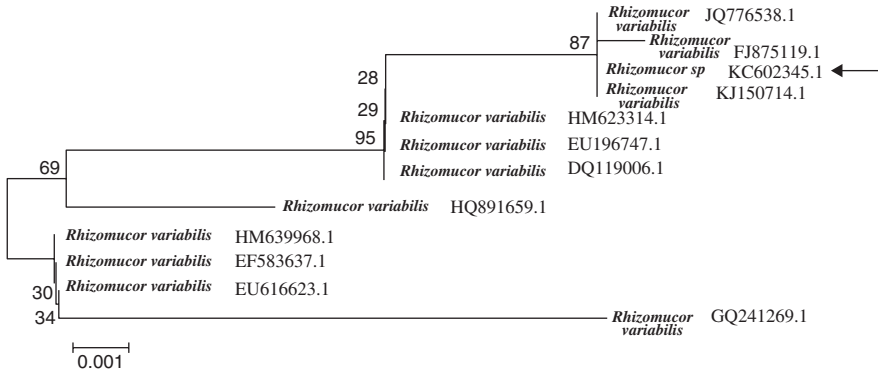 Rhizomucor variabilis JQ776538.1
87
Rhizomucor variabilis FJ875119.1
Rhizomucor sp KC602345.1
28
Rhizomucor variabilis KJ150714.1
29
Rhizomucor variabilis HM623314.1
95
Rhizomucor variabilis EU196747.1
Rhizomucor variabilis DQ119006.1
69
Rhizomucor variabilis HQ891659.1
Rhizomucor variabilis HM639968.1
Rhizomucor variabilis EF583637.1
Rhizomucor variabilis EU616623.1
30
34
Rhizomucor variabilis GQ241269.1
0.001